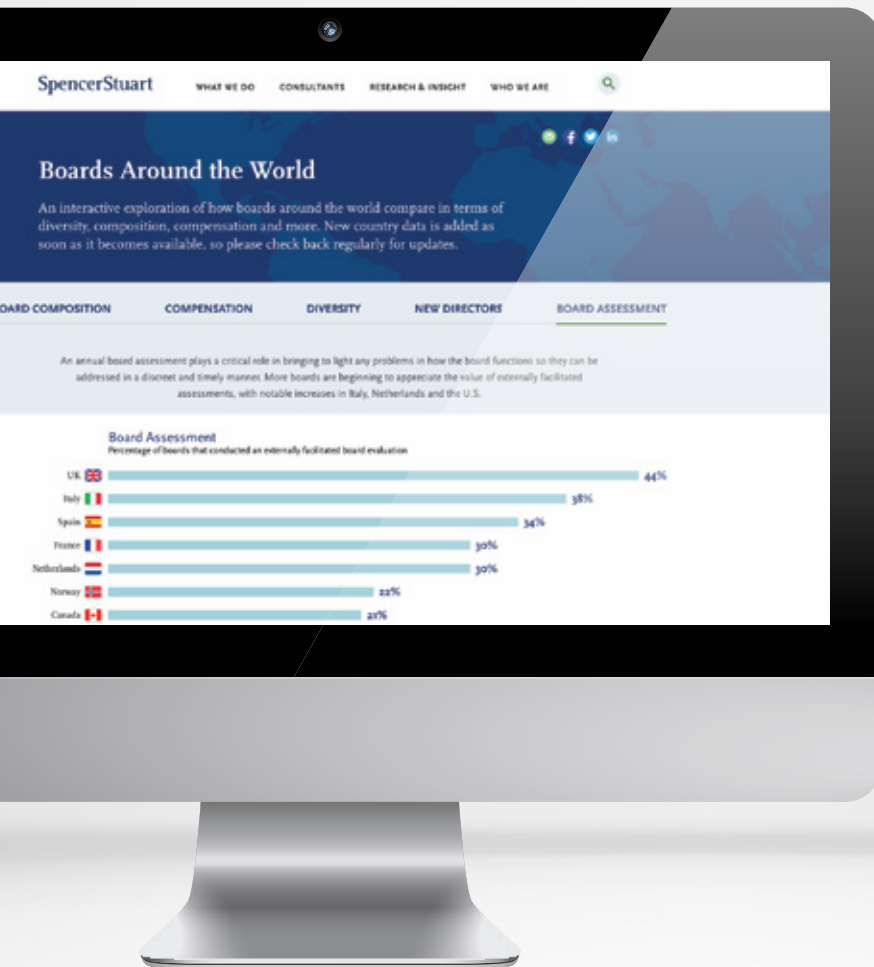 SpencerStuart
WHAT WE DO CONSULTANTS RESEARCH & INSIGHT WHO WE ARE
in
Boards Around the World
An interactive exploration of how boards around the world compare in terms of
diversity, composition, compensation and more. New country data is added as
soon as it becomes available, so please check back regularly for updates.
OARD COMPOSITION COMPENSATION DIVERSITY NEW DIRECTORS BOARD ASSESSMENT
An annual board assessment plays a critical role in bringing to light any problems in how the board functions so they can be
addressed in a discreet and timely manner. More boards are beginning to appreciate the value of externally facilitated
assessments, with notable increases in Italy, Netherlands and the U.S.
Board Assessment
Percentage of boards that conducted an externally facilitated board evaluation
UK 44%
Italy 38%
Spain 34%
France 30%
Netherlands 30%
Norway 22%
Canada 21%